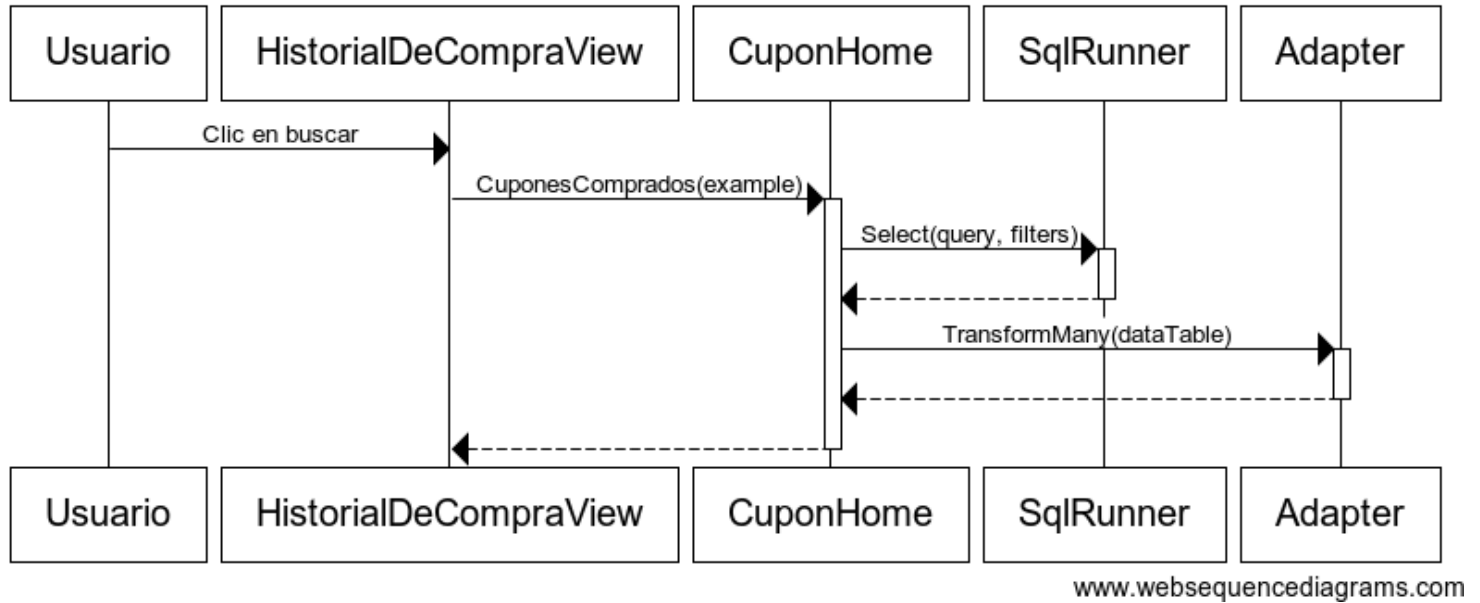 Usuario HistorialDeCompraView CuponHome SqlRunner Adapter
Clic en buscar
CuponesComprados(example)
Select(query, filters)
TransformMany(dataTable)
Usuario HistorialDeCompraView CuponHome SqlRunner Adapter
www.websequencediagrams.com